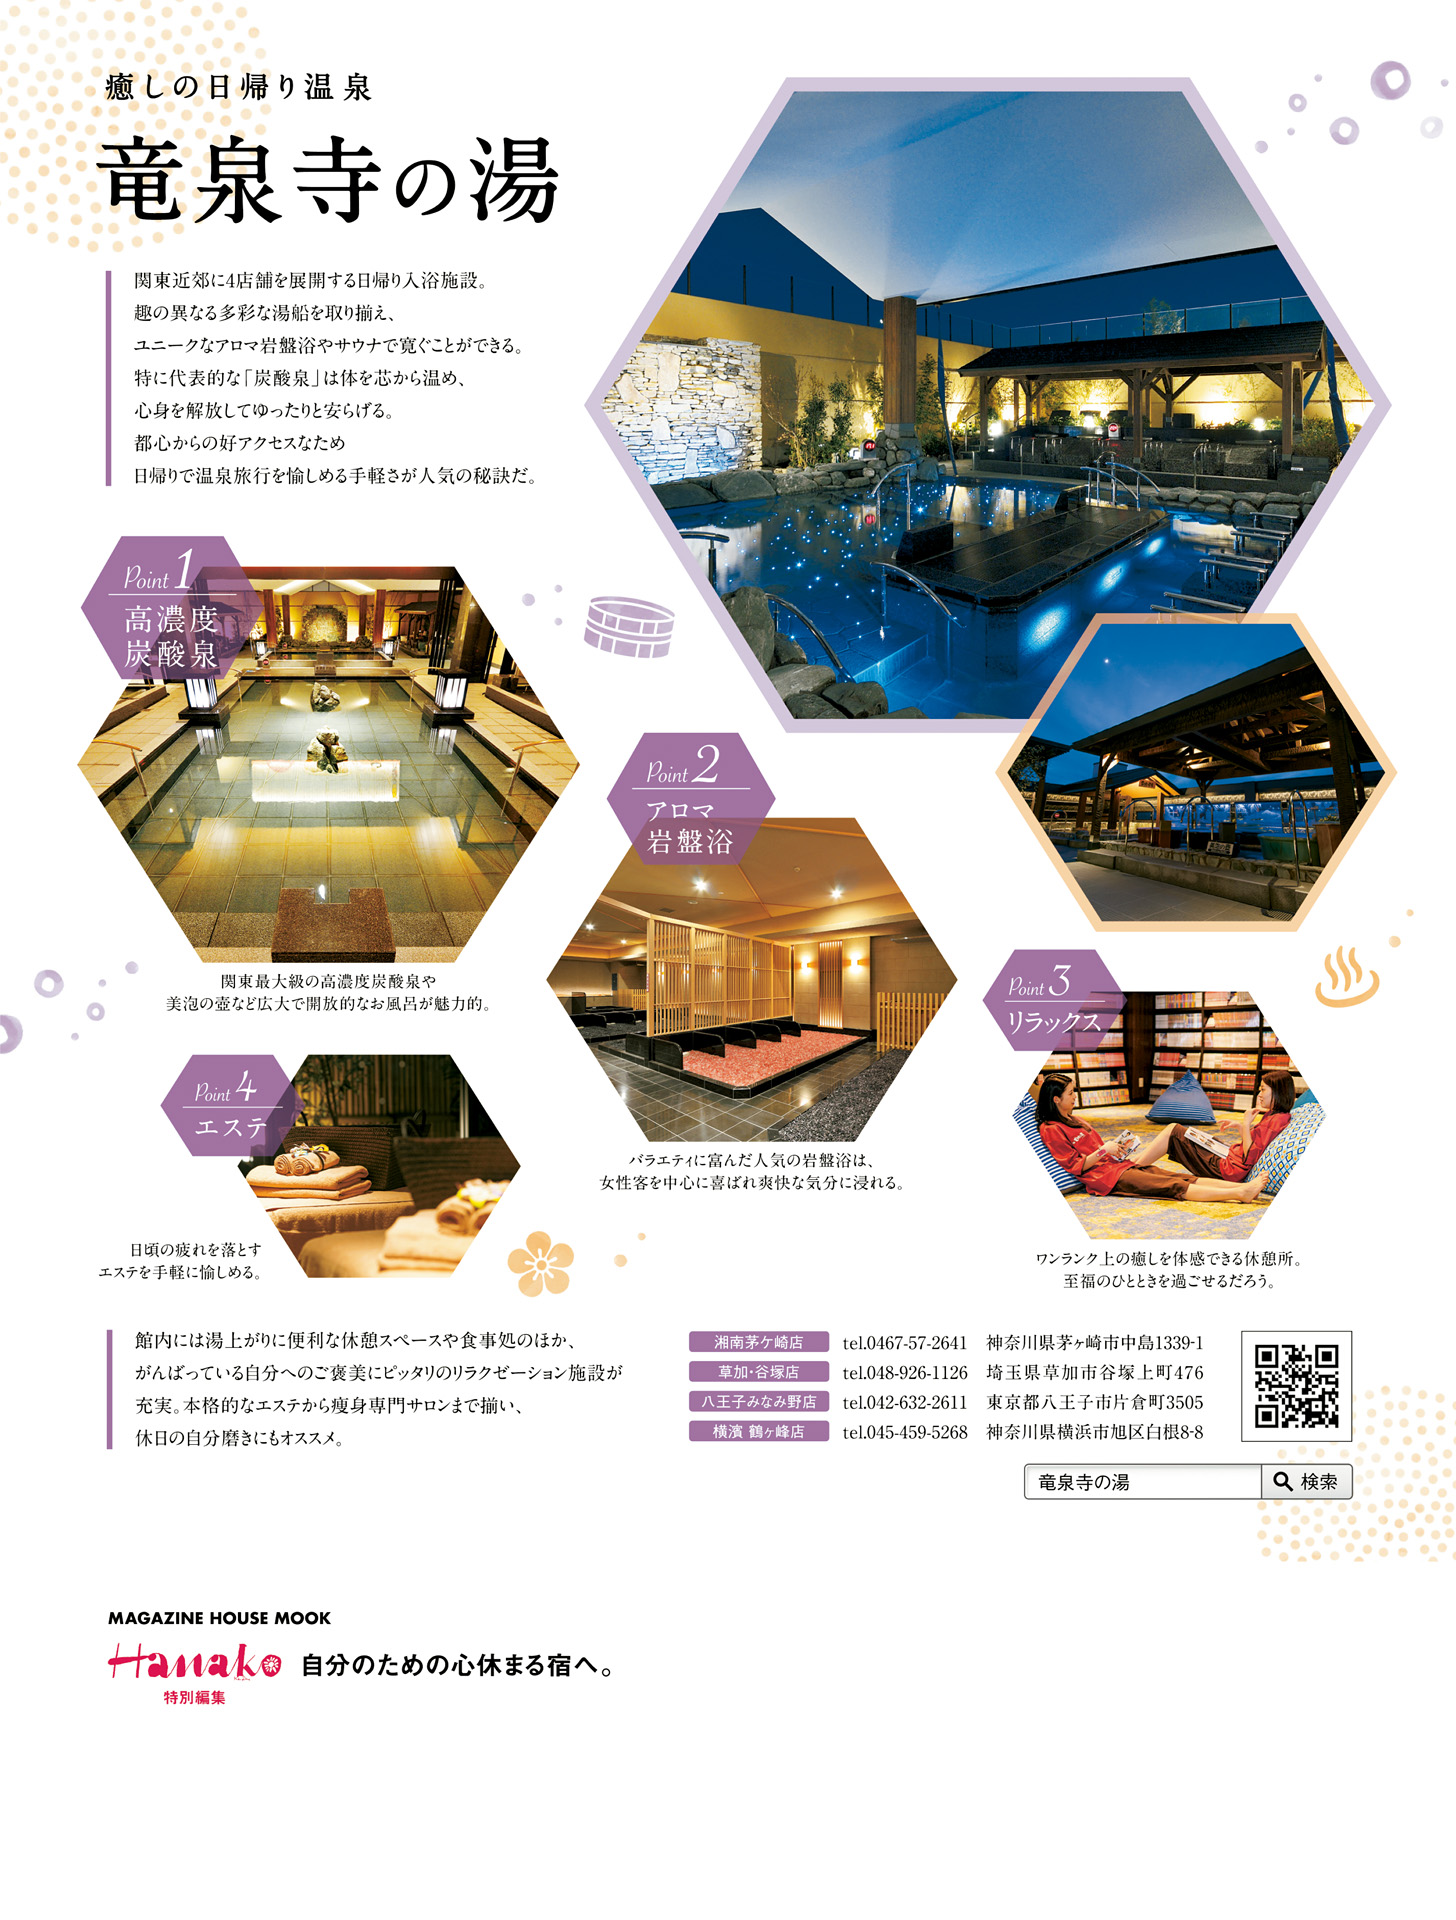 癒しの日帰り温泉
竜泉寺の湯
関東近郊に4店舗を展開する日帰り入浴施設。
趣の異なる多彩な湯船を取り揃え、
ユニークなアロマ岩盤浴やサウナで寛ぐことができる。
特に代表的な「炭酸泉」は体を芯から温め、
心身を解放してゆったりと安らげる。
都心からの好アクセスなため
日帰りで温泉旅行を愉しめる手軽さが人気の秘訣だ。
Point 1
高濃度
炭酸泉
関東最大級の高濃度炭酸泉や
美泡の壺など広大で開放的なお風呂が魅力的。
Point 2
アロマ
岩盤浴
バラエティに富んだ人気の岩盤浴は、
女性客を中心に喜ばれ爽快な気分に浸れる。
Point 3
リラックス
ワンランク上の癒しを体感できる休憩所。
至福のひとときを過ごせるだろう。
Point 4
エステ
日頃の疲れを落とす
エステを手軽に愉しめる。
館内には湯上がりに便利な休憩スペースや食事処のほか、
がんばっている自分へのご褒美にピッタリのリラクゼーション施設が
充実。本格的なエステから痩身専門サロンまで揃い、
休日の自分磨きにもオススメ。
湘南茅ケ崎店 tel.0467-57-2641 神奈川県茅ヶ崎市中島1339-1
草加・谷塚店 tel.048-926-1126 埼玉県草加市谷塚上町476
八王子みなみ野店 tel.042-632-2611 東京都八王子市片倉町3505
横濱 鶴ヶ峰店 tel.045-459-5268 神奈川県横浜市旭区白根8-8
竜泉寺の湯 検索
MAGAZINE HOUSE MOOK
Hanako 自分のための心休まる宿へ。
特別編集